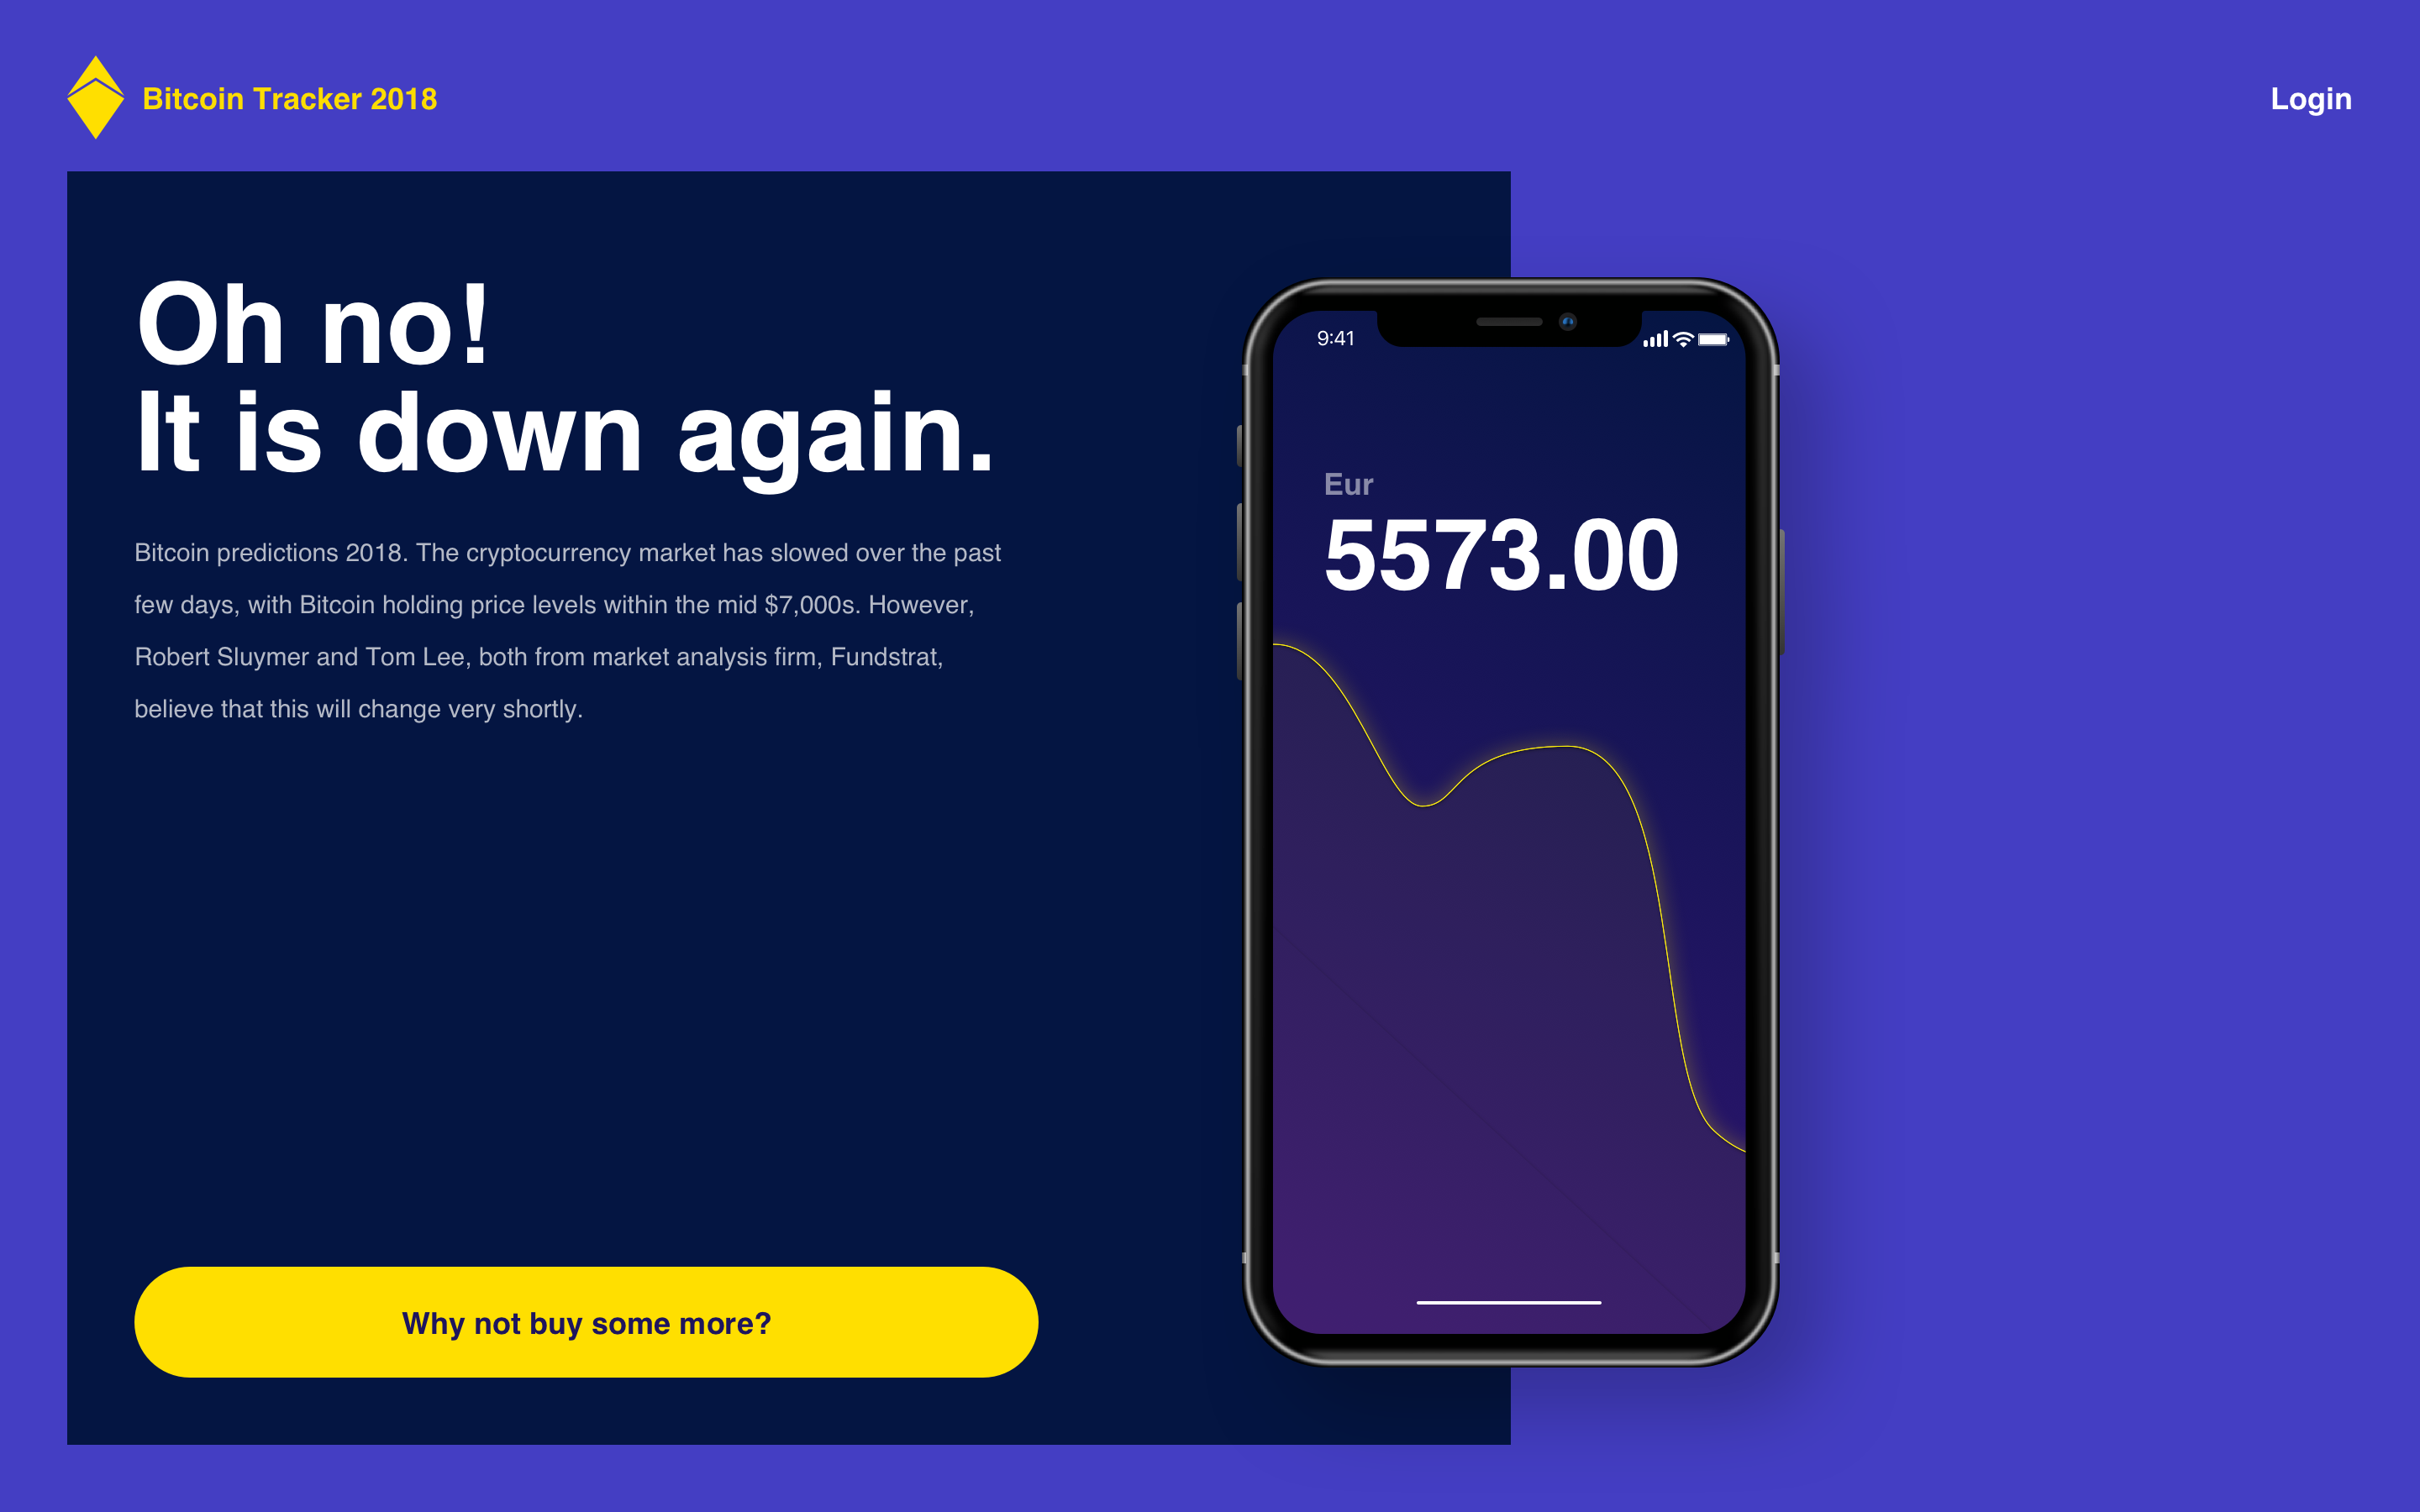 Bitcoin Tracker 2018
Login
Oh no!
It is down again.
Bitcoin predictions 2018. The cryptocurrency market has slowed over the past
few days, with Bitcoin holding price levels within the mid $7,000s. However,
Robert Sluymer and Tom Lee, both from market analysis firm, Fundstrat,
believe that this will change very shortly.
Why not buy some more?
9:41
Eur
5573.00